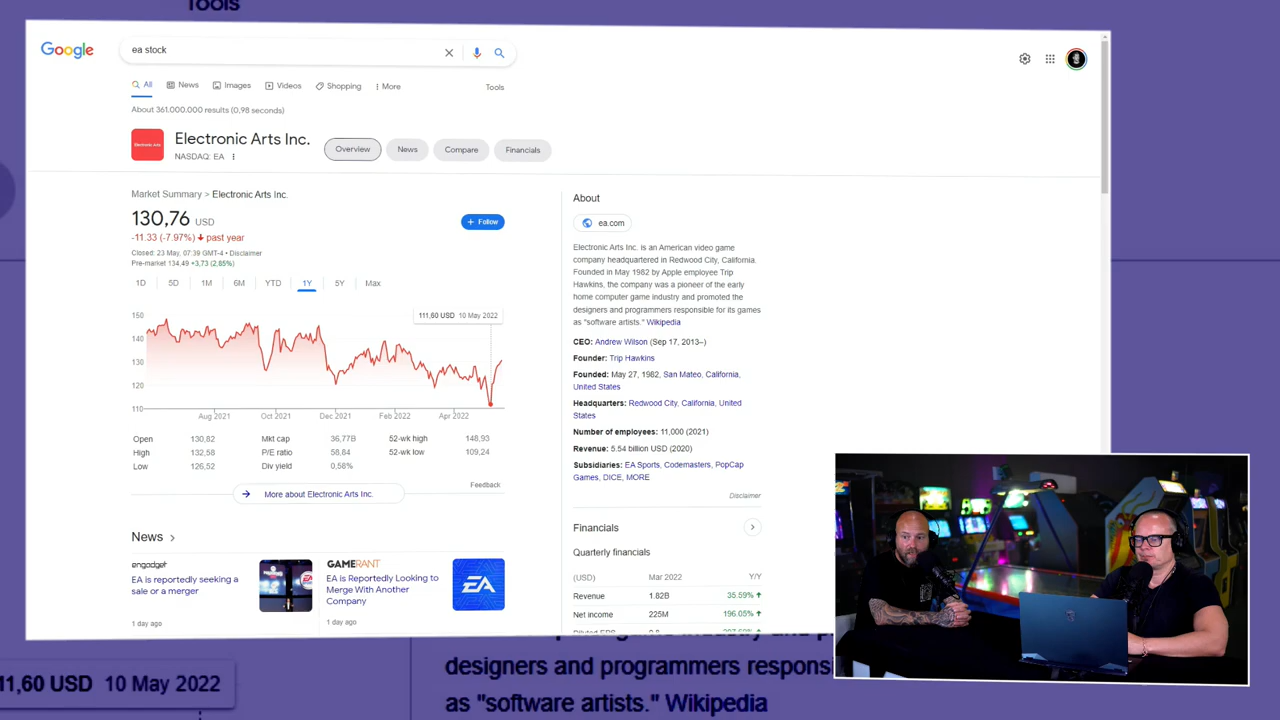 Tools
Google
ea stock
All
News
Images
Videos
Shopping
More
Tools
About 361.000.000 results (0,98 seconds)
Electronic Arts
Electronic Arts Inc.
NASDAQ: EA
Overview
News
Compare
Financials
Market Summary > Electronic Arts Inc.
130,76 USD
-11.33 (-7.97%) past year
Closed: 23 May, 07:39 GMT-4 • Disclaimer
Pre-market 134,49 +3,73 (2,85%)
+ Follow
1D 5D 1M 6M YTD 1Y 5Y Max
111,60 USD 10 May 2022
150
140
130
120
110
Aug 2021 Oct 2021 Dec 2021 Feb 2022 Apr 2022
Open 130,82 Mkt cap 36,77B 52-wk high 148,93
High 132,58 P/E ratio 58,84 52-wk low 109,24
Low 126,52 Div yield 0,58%
Feedback
More about Electronic Arts Inc.
News
engadget
EA is reportedly seeking a
sale or a merger
1 day ago
GAMERANT
EA is Reportedly Looking to
Merge With Another
Company
1 day ago
EA
About
ea.com
Electronic Arts Inc. is an American video game
company headquartered in Redwood City, California.
Founded in May 1982 by Apple employee Trip
Hawkins, the company was a pioneer of the early
home computer game industry and promoted the
designers and programmers responsible for its games
as "software artists." Wikipedia
CEO: Andrew Wilson (Sep 17, 2013–)
Founder: Trip Hawkins
Founded: May 27, 1982, San Mateo, California,
United States
Headquarters: Redwood City, California, United
States
Number of employees: 11,000 (2021)
Revenue: 5.54 billion USD (2020)
Subsidiaries: EA Sports, Codemasters, PopCap
Games, DICE, MORE
Disclaimer
Financials
Quarterly financials
(USD) Mar 2022 Y/Y
Revenue 1.82B 35.59%
Net income 225M 196.05%
designers and programmers respons
as "software artists." Wikipedia
11,60 USD 10 May 2022